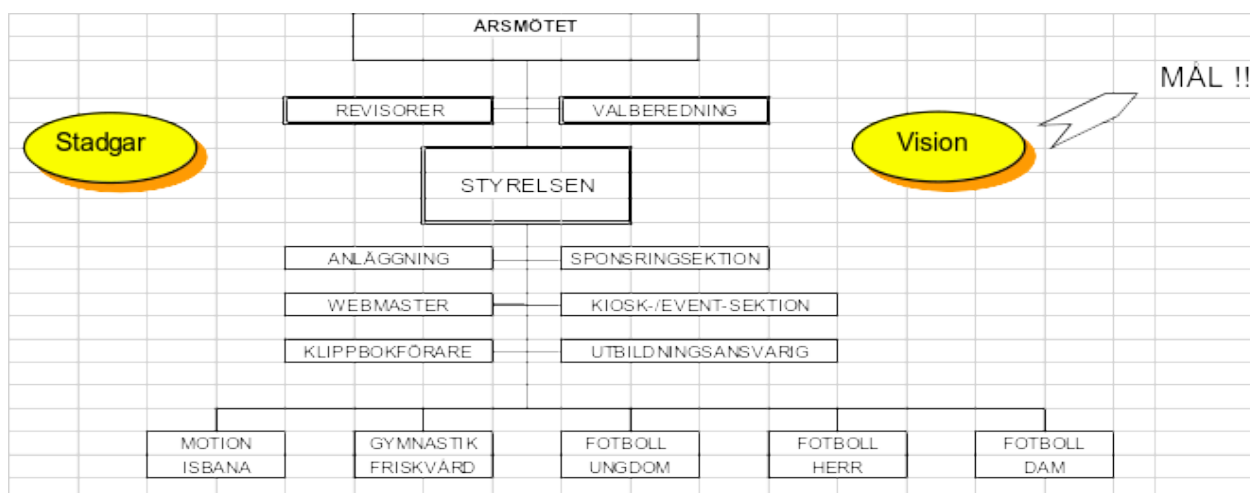 ARSMÖTET
MÅL !!
REVISORER
VALBEREDNING
Stadgar
Vision
STYRELSEN
ANLÄGGNING
SPONSRINGSEKTION
WEBMASTER
KIOSK-/EVENT-SEKTION
KLIPPBOKFÖRARE
UTBILDNINGSANSVARIG
MOTION
ISBANA
GYMNASTIK
FRISKVÅRD
FOTBOLL
UNGDOM
FOTBOLL
HERR
FOTBOLL
DAM